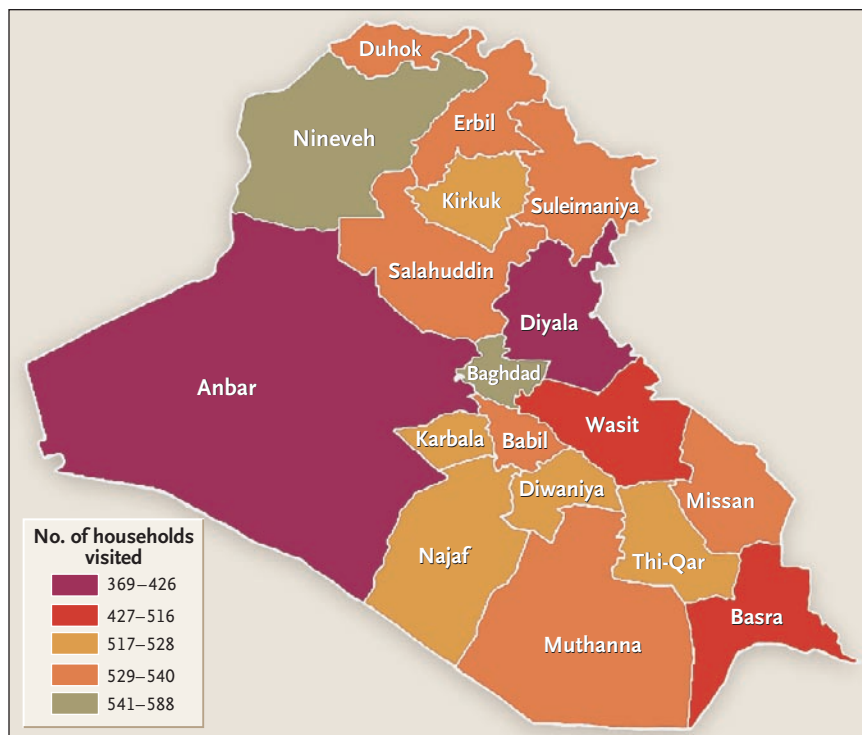 Duhok
Nineveh
Erbil
Kirkuk
Suleimaniya
Salahuddin
Diyala
Baghdad
Anbar
Wasit
Karbala
Babil
Diwaniya
Missan
Najaf
Thi-Qar
Basra
Muthanna
No. of households
visited
369–426
427–516
517–528
529–540
541–588